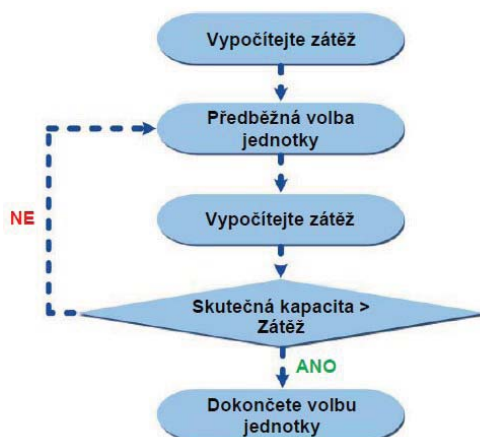 Vypočítejte zátěž
Předběžná volba
jednotky
Vypočítejte zátěž
NE
Skutečná kapacita >
Zátěž
ANO
Dokončete volbu
jednotky